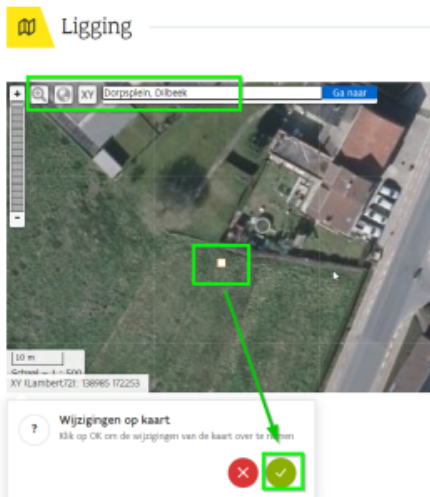 Ligging
+
XY Dorpsplein, Dilbeek Ga naar
-
10 m
Schaal = 1 : 500
XY (Lambert72): 138985 172253
? Wijzigingen op kaart
Klik op OK om de wijzigingen van de kaart over te nemen